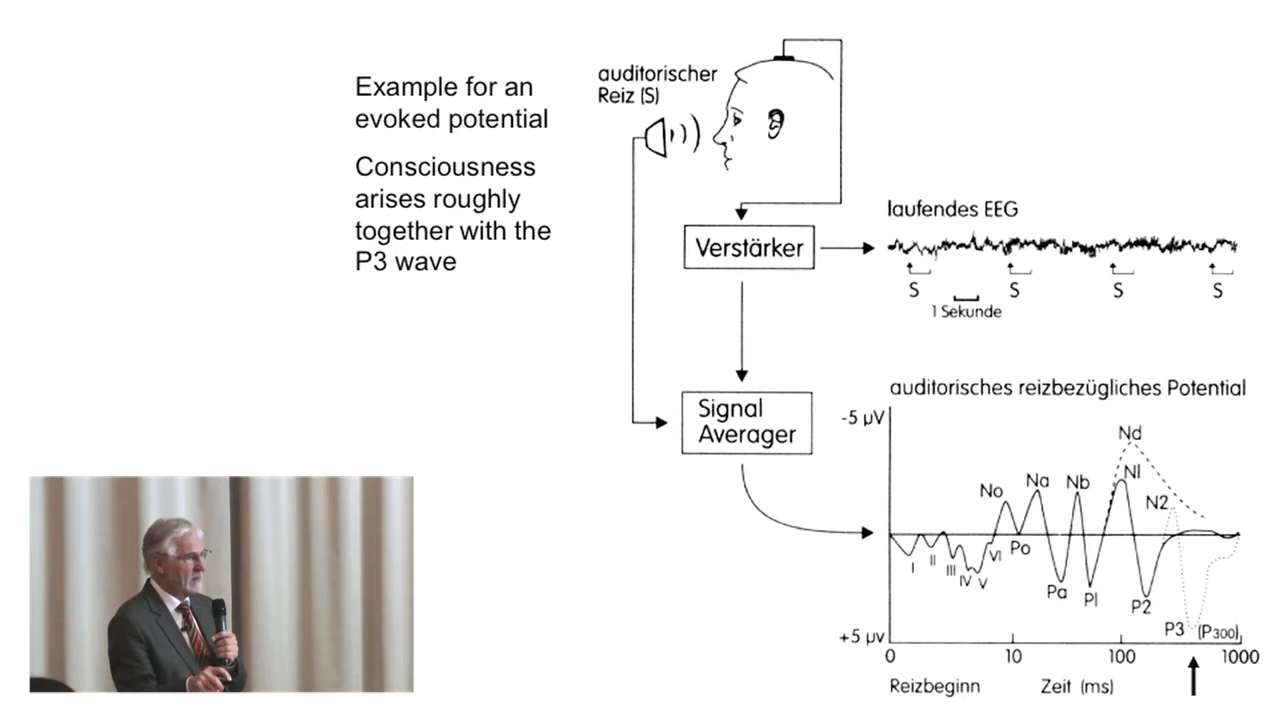 Example for an
evoked potential
Consciousness
arises roughly
together with the
P3 wave
auditorischer
Reiz (S)
Verstärker
laufendes EEG
S
S
S
S
1 Sekunde
Signal
Averager
auditorisches reizbezügliches Potential
-5 µV
Nd
No
Na
Nb
N1
N2
I
II
III
IV
V
VI
Po
Pa
P1
P2
P3 (P300)
+5 µv
0
10
100
1000
Reizbeginn
Zeit (ms)